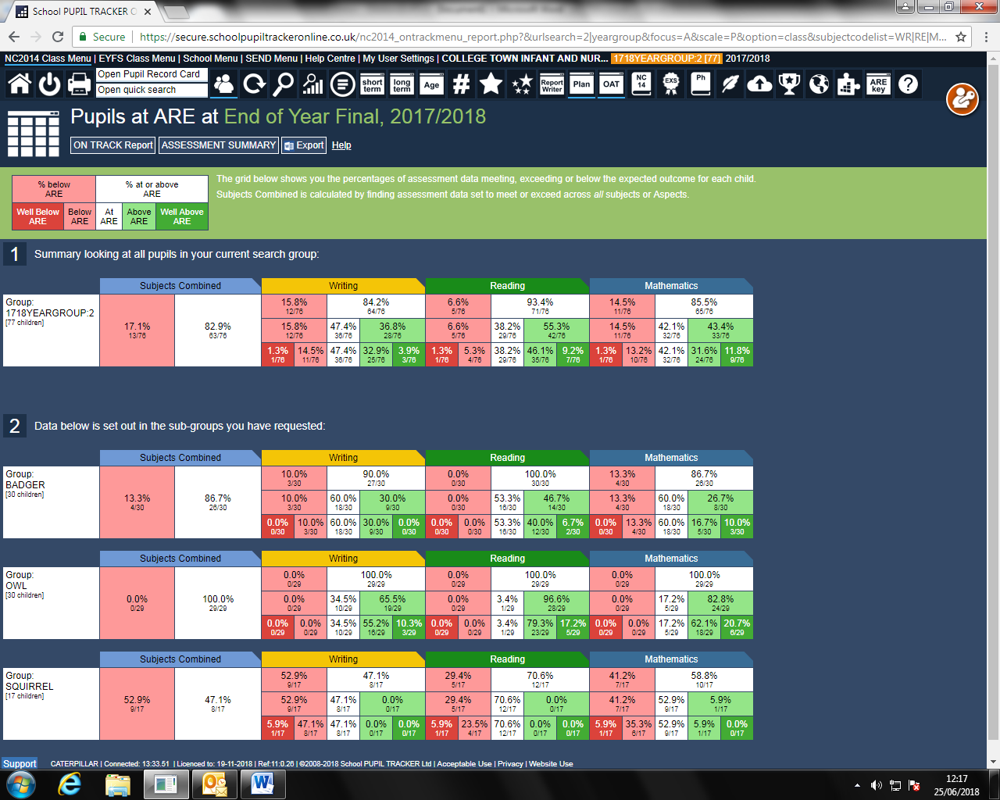 School PUPIL TRACKER O
Secure | https://secure.schoolpupiltrackeronline.co.uk/nc2014_ontrackmenu_report.php?&urlsearch=2|yeargroup&focus=A&scale=P&option=class&subjectcodelist=WR|RE|M...
NC2014 Class Menu | EYFS Class Menu | School Menu | SEND Menu | Help Centre | My User Settings | COLLEGE TOWN INFANT AND NUR... 1718YEARGROUP:2 [77] 2017/2018
Open Pupil Record Card
Open quick search
short term long term Age # Report Writer Plan OAT NC 14 EXS Ph ARE key ?
Pupils at ARE at End of Year Final, 2017/2018
ON TRACK Report ASSESSMENT SUMMARY Export Help
% below ARE % at or above ARE
Well Below ARE Below ARE At ARE Above ARE Well Above ARE
The grid below shows you the percentages of assessment data meeting, exceeding or below the expected outcome for each child.
Subjects Combined is calculated by finding assessment data set to meet or exceed across all subjects or Aspects.
1 Summary looking at all pupils in your current search group:
Subjects Combined Writing Reading Mathematics
Group:
1718YEARGROUP:2
[77 children]
17.1% 82.9%
13/76 63/76
15.8% 84.2% 6.6% 93.4% 14.5% 85.5%
12/76 64/76 5/76 71/76 11/76 65/76
15.8% 47.4% 36.8% 6.6% 38.2% 55.3% 14.5% 42.1% 43.4%
12/76 36/76 28/76 5/76 29/76 42/76 11/76 32/76 33/76
1.3% 14.5% 47.4% 32.9% 3.9% 1.3% 5.3% 38.2% 46.1% 9.2% 1.3% 13.2% 42.1% 31.6% 11.8%
1/76 11/76 36/76 25/76 3/76 1/76 4/76 29/76 35/76 7/76 1/76 10/76 32/76 24/76 9/76
2 Data below is set out in the sub-groups you have requested:
Subjects Combined Writing Reading Mathematics
Group:
BADGER
[30 children]
13.3% 86.7%
4/30 26/30
10.0% 90.0% 0.0% 100.0% 13.3% 86.7%
3/30 27/30 0/30 30/30 4/30 26/30
10.0% 60.0% 30.0% 0.0% 53.3% 46.7% 13.3% 60.0% 26.7%
3/30 18/30 9/30 0/30 16/30 14/30 4/30 18/30 8/30
0.0% 10.0% 60.0% 30.0% 0.0% 0.0% 0.0% 53.3% 40.0% 6.7% 0.0% 13.3% 60.0% 16.7% 10.0%
0/30 3/30 18/30 9/30 0/30 0/30 0/30 16/30 12/30 2/30 0/30 4/30 18/30 5/30 3/30
Subjects Combined Writing Reading Mathematics
Group:
OWL
[30 children]
0.0% 100.0%
0/29 29/29
0.0% 100.0% 0.0% 100.0% 0.0% 100.0%
0/29 29/29 0/29 29/29 0/29 29/29
0.0% 34.5% 65.5% 0.0% 3.4% 96.6% 0.0% 17.2% 82.8%
0/29 10/29 19/29 0/29 1/29 28/29 0/29 5/29 24/29
0.0% 0.0% 34.5% 55.2% 10.3% 0.0% 0.0% 3.4% 79.3% 17.2% 0.0% 0.0% 17.2% 62.1% 20.7%
0/29 0/29 10/29 16/29 3/29 0/29 0/29 1/29 23/29 5/29 0/29 0/29 5/29 18/29 6/29
Subjects Combined Writing Reading Mathematics
Group:
SQUIRREL
[17 children]
52.9% 47.1%
9/17 8/17
52.9% 47.1% 29.4% 70.6% 41.2% 58.8%
9/17 8/17 5/17 12/17 7/17 10/17
52.9% 47.1% 0.0% 29.4% 70.6% 0.0% 41.2% 52.9% 5.9%
9/17 8/17 0/17 5/17 12/17 0/17 7/17 9/17 1/17
5.9% 47.1% 47.1% 0.0% 0.0% 5.9% 23.5% 70.6% 0.0% 0.0% 5.9% 35.3% 52.9% 5.9% 0.0%
1/17 8/17 8/17 0/17 0/17 1/17 4/17 12/17 0/17 0/17 1/17 6/17 9/17 1/17 0/17
Support CATERPILLAR | Connected: 13:33.51 | Licenced to: 19-11-2018 | Ref:11:0.26 | ©2008-2018 School PUPIL TRACKER Ltd | Acceptable Use | Privacy | Website Use
12:17
25/06/2018